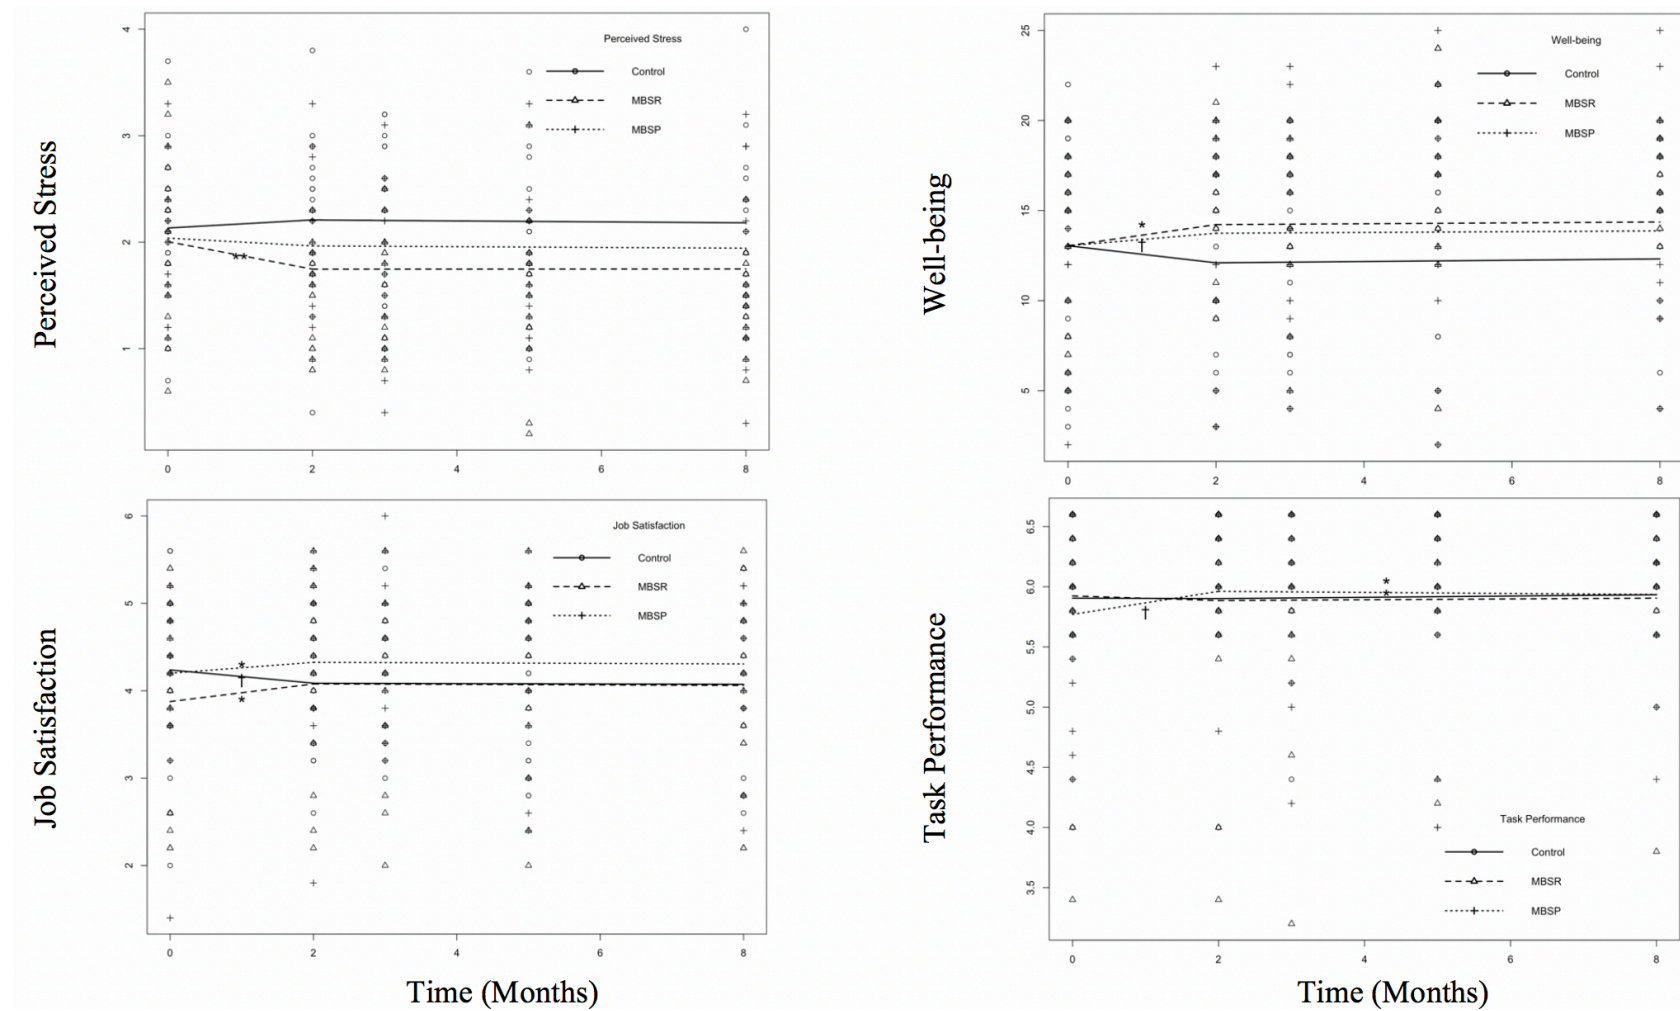 Perceived Stress
4
3
2
1
Perceived Stress
Control
MBSR
MBSP
**
0
2
4
6
8
Well-being
25
20
15
10
5
Well-being
Control
MBSR
MBSP
*
†
0
2
4
6
8
Job Satisfaction
6
5
4
3
2
Job Satisfaction
Control
MBSR
MBSP
*
†
*
0
2
4
6
8
Time (Months)
Task Performance
6.5
6.0
5.5
5.0
4.5
4.0
3.5
*
*
†
Task Performance
Control
MBSR
MBSP
0
2
4
6
8
Time (Months)